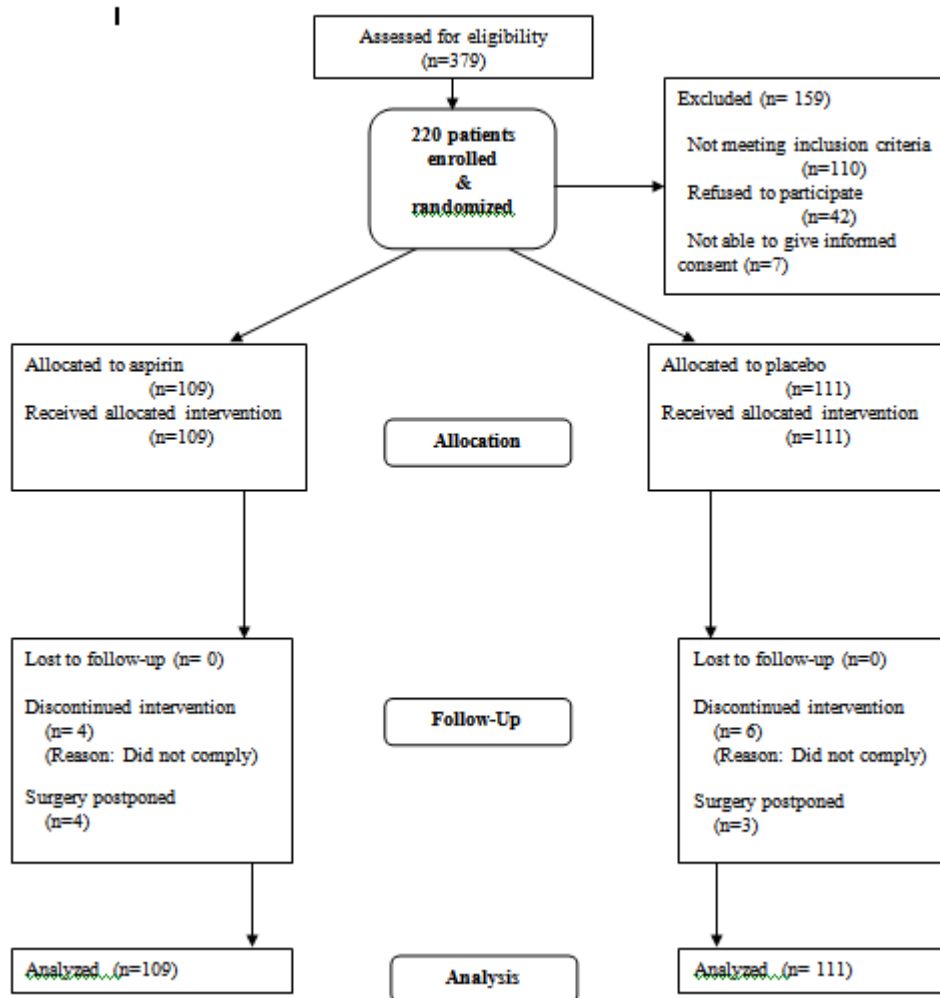 Assessed for eligibility
(n=379)
220 patients
enrolled
&
randomized
Excluded (n= 159)
Not meeting inclusion criteria
(n=110)
Refused to participate
(n=42)
Not able to give informed
consent (n=7)
Allocated to aspirin
(n=109)
Received allocated intervention
(n=109)
Allocation
Allocated to placebo
(n=111)
Received allocated intervention
(n=111)
Lost to follow-up (n= 0)
Discontinued intervention
(n= 4)
(Reason: Did not comply)
Surgery postponed
(n=4)
Follow-Up
Lost to follow-up (n=0)
Discontinued intervention
(n= 6)
(Reason: Did not comply)
Surgery postponed
(n=3)
Analyzed (n=109)
Analysis
Analyzed (n= 111)